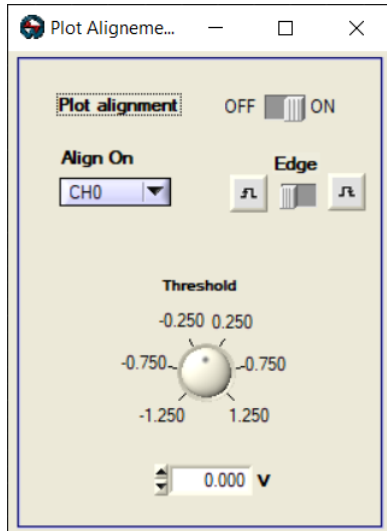 Plot Aligneme...
Plot alignment OFF ON
Align On
Edge
CH0
Threshold
-0.250 0.250
-0.750 -0.750
-1.250 1.250
0.000 V